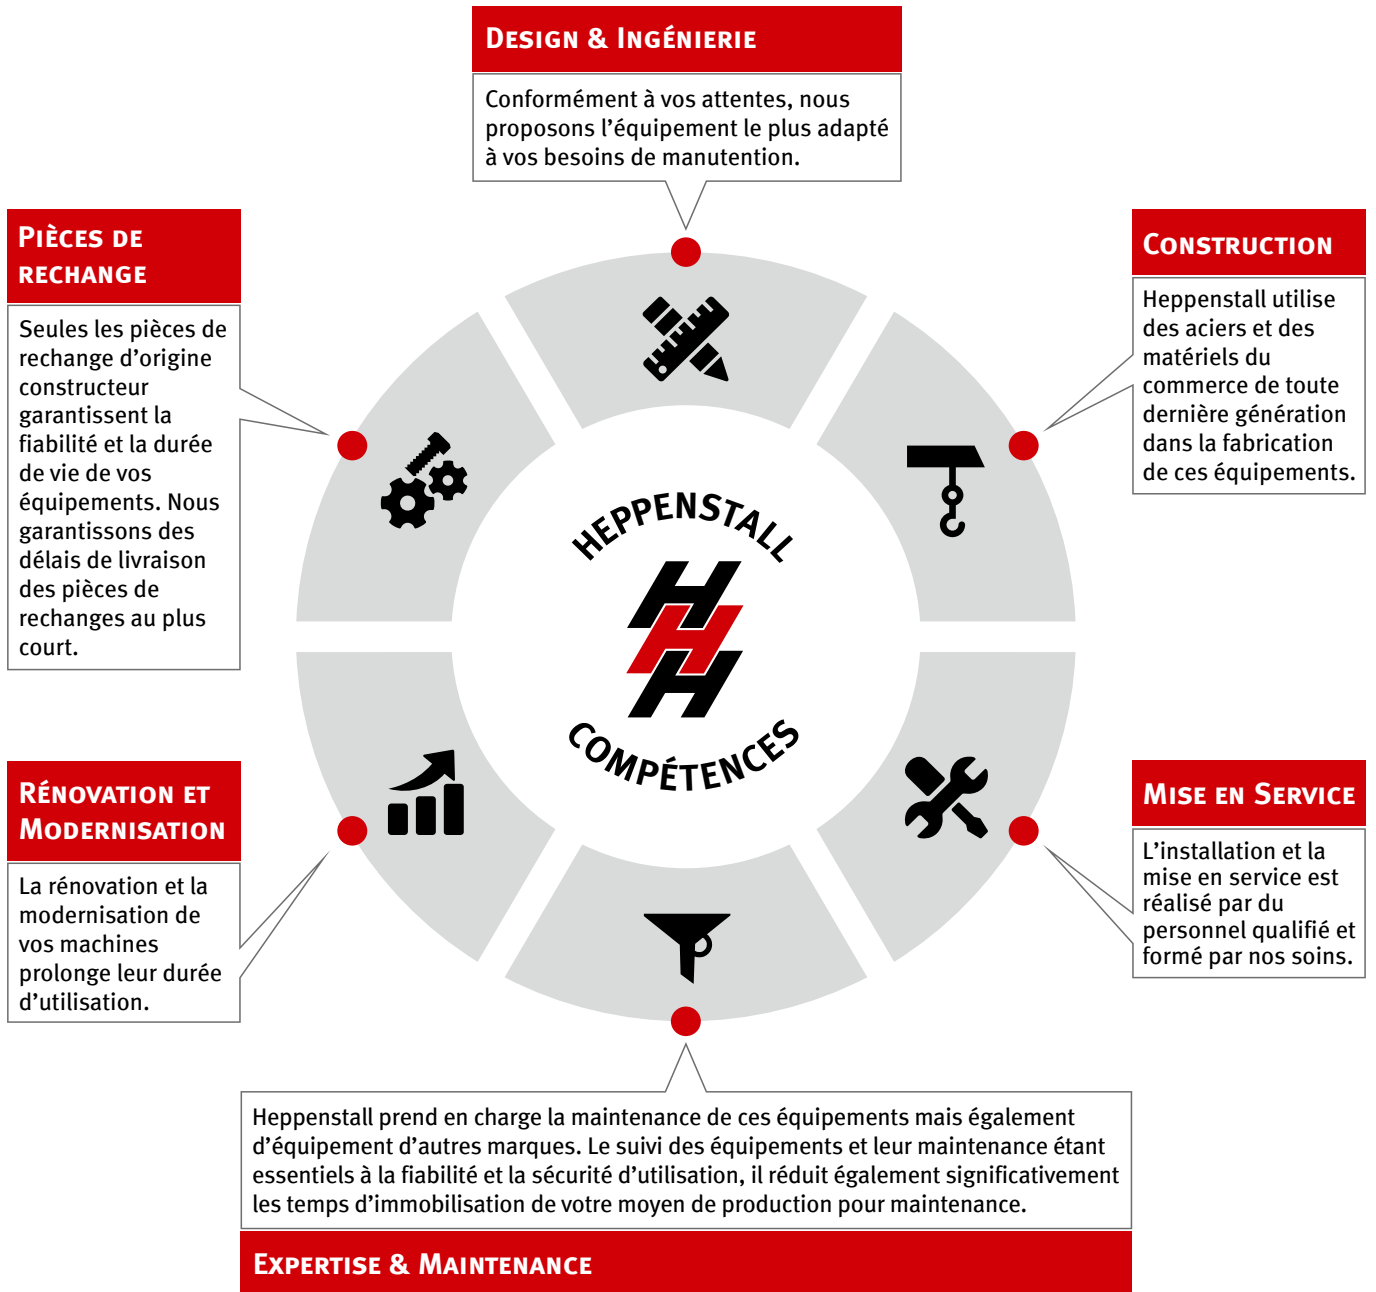 DESIGN & INGÉNIERIE
Conformément à vos attentes, nous
proposons l’équipement le plus adapté
à vos besoins de manutention.
PIÈCES DE
RECHANGE
Seules les pièces de
rechange d’origine
constructeur
garantissent la
fiabilité et la durée
de vie de vos
équipements. Nous
garantissons des
délais de livraison
des pièces de
rechanges au plus
court.
CONSTRUCTION
Heppenstall utilise
des aciers et des
matériels du
commerce de toute
dernière génération
dans la fabrication
de ces équipements.
HEPPENSTALL
HHH
COMPÉTENCES
RÉNOVATION ET
MODERNISATION
La rénovation et la
modernisation de
vos machines
prolonge leur durée
d’utilisation.
MISE EN SERVICE
L’installation et la
mise en service est
réalisé par du
personnel qualifié et
formé par nos soins.
Heppenstall prend en charge la maintenance de ces équipements mais également
d’équipement d’autres marques. Le suivi des équipements et leur maintenance étant
essentiels à la fiabilité et la sécurité d’utilisation, il réduit également significativement
les temps d’immobilisation de votre moyen de production pour maintenance.
EXPERTISE & MAINTENANCE